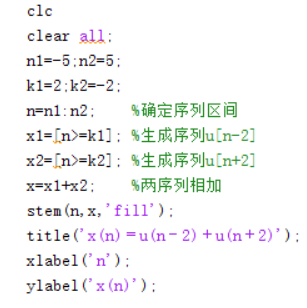 clc
clear all;
n1=-5;n2=5;
k1=2;k2=-2;
n=n1:n2; %确定序列区间
x1=[n>=k1]; %生成序列u[n-2]
x2=[n>=k2]; %生成序列u[n+2]
x=x1+x2; %两序列相加
stem(n,x,'fill');
title('x(n)=u(n-2)+u(n+2)');
xlabel('n');
ylabel('x(n)');